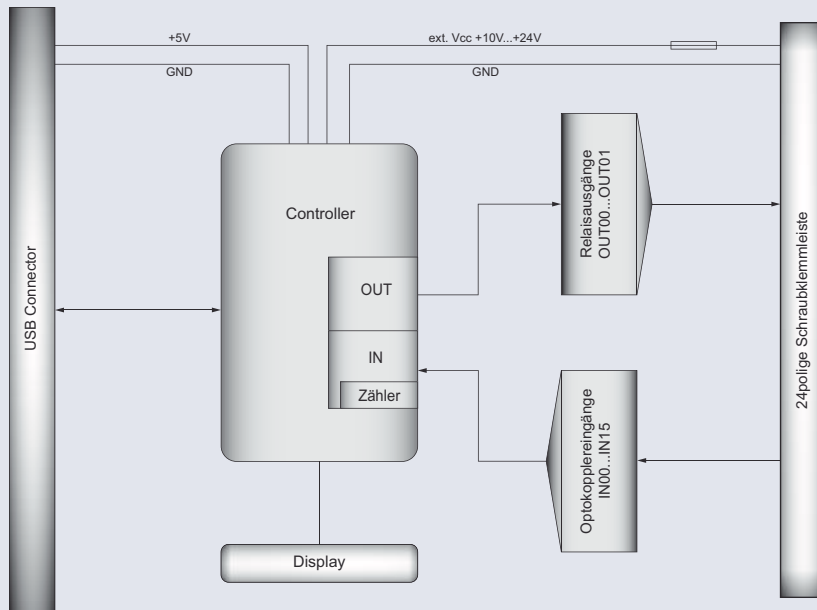 +5V
ext. Vcc +10V...+24V
GND
GND
USB Connector
Controller
OUT
IN
Zähler
Relaisausgänge
OUT00...OUT01
Optokopplereingänge
IN00...IN15
24polige Schraubklemmleiste
Display